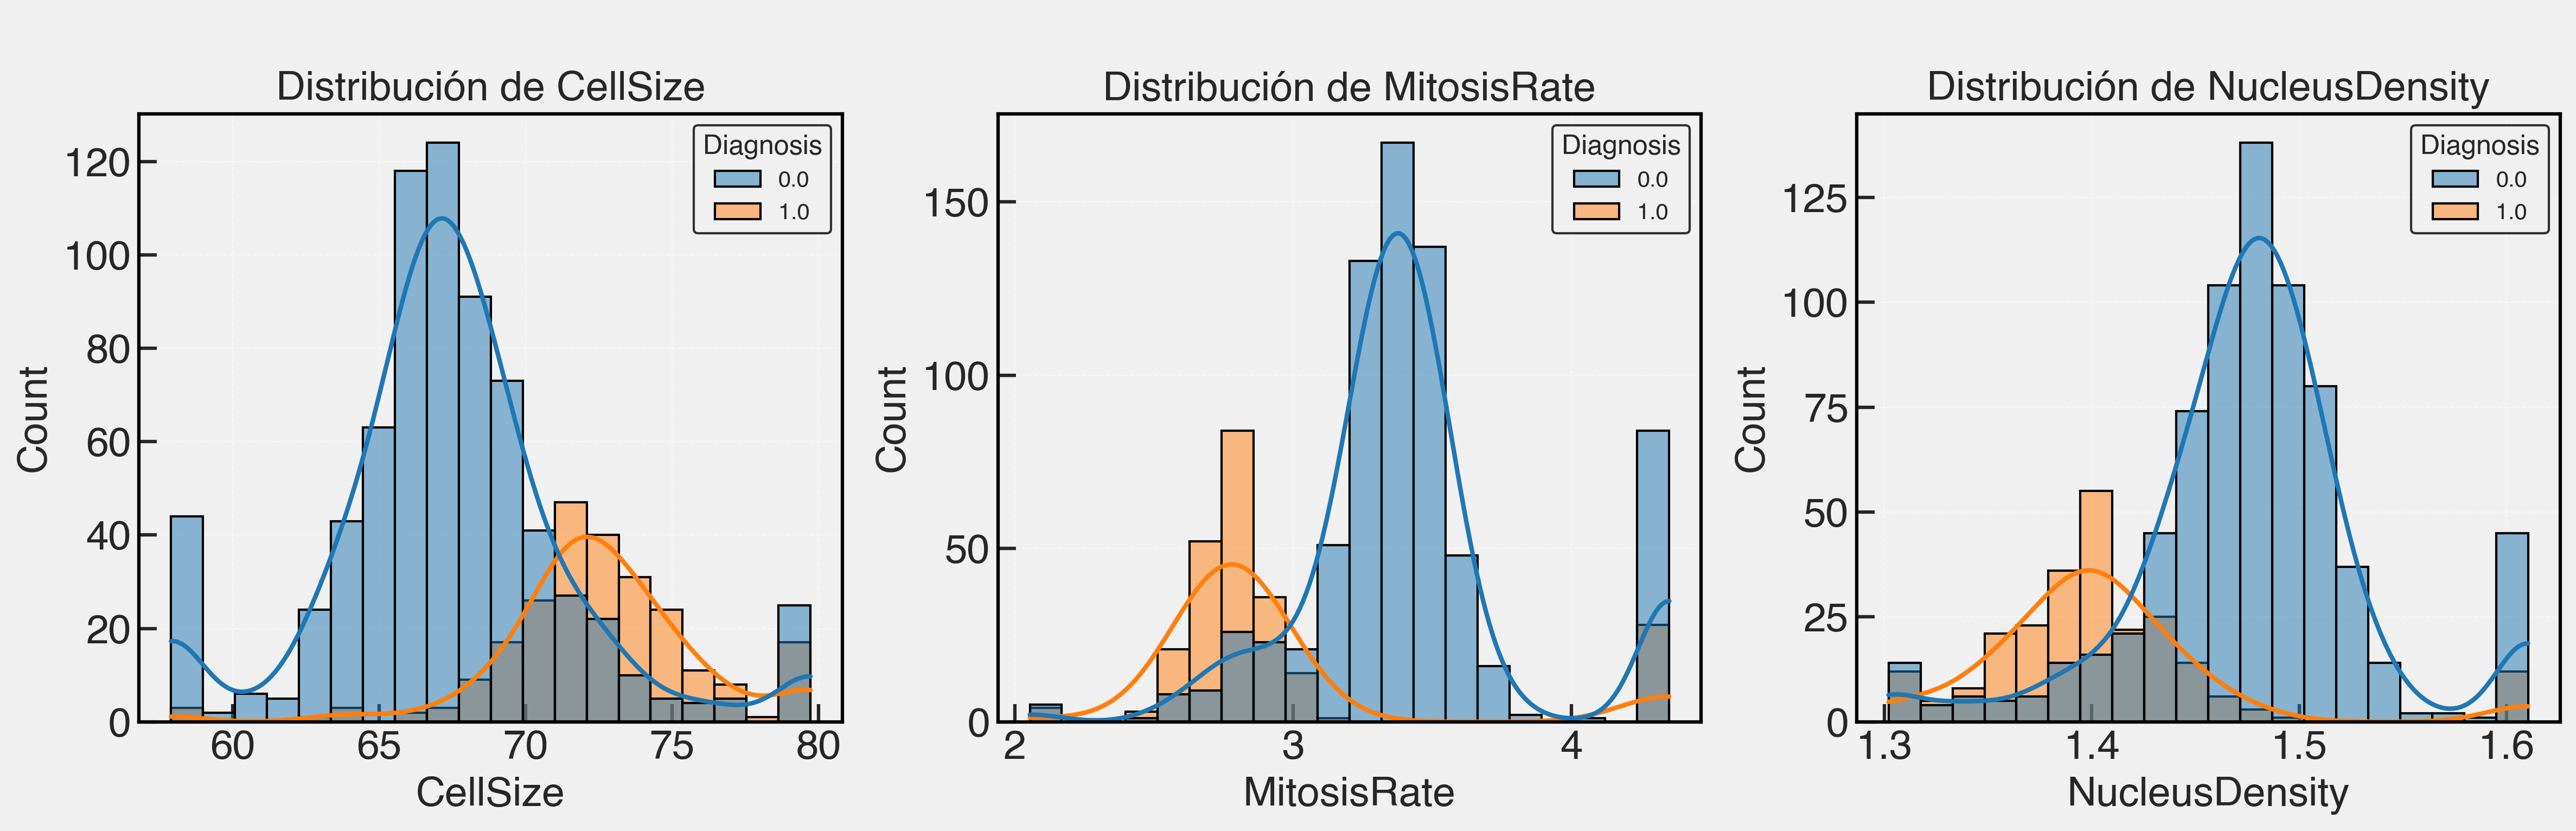 Distribución de CellSize
Count
120
100
80
60
40
20
0
60 65 70 75 80
CellSize
Diagnosis
0.0
1.0
Distribución de MitosisRate
Count
150
100
50
0
2 3 4
MitosisRate
Diagnosis
0.0
1.0
Distribución de NucleusDensity
Count
125
100
75
50
25
0
1.3 1.4 1.5 1.6
NucleusDensity
Diagnosis
0.0
1.0